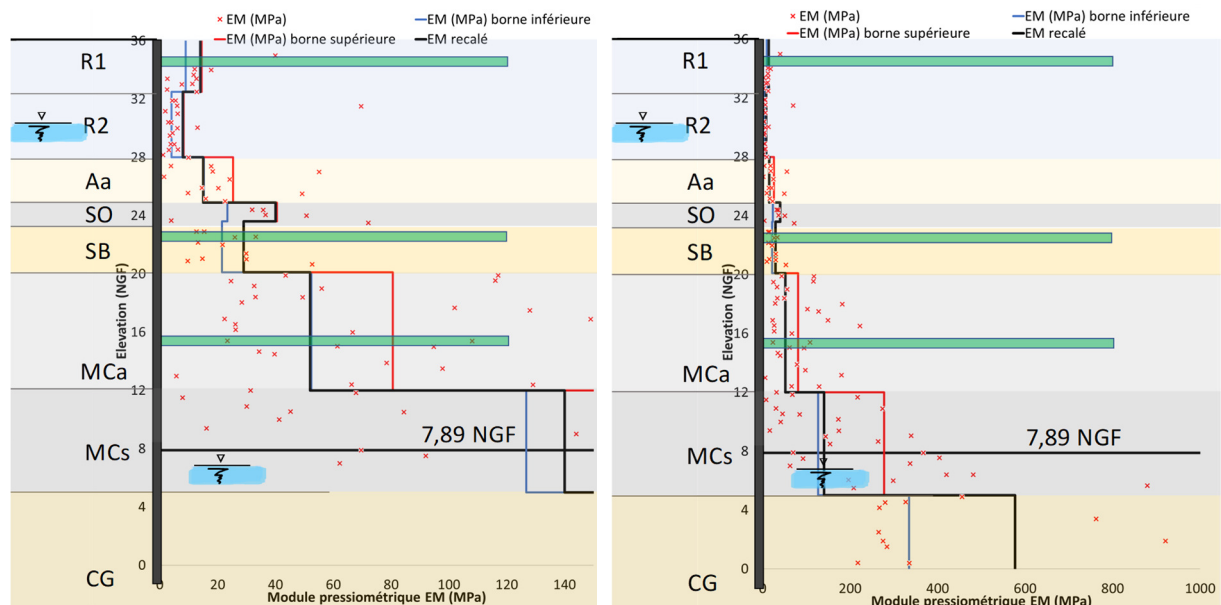 EM (MPa)
EM (MPa) borne inférieure
EM (MPa) borne supérieure
EM recalé
36
R1
32
R2
28
Aa
SO
24
SB
20
Elevation (NGF)
16
MCa
12
7,89 NGF
MCs
8
4
CG
0
0
20
40
60
80
100
120
140
Module pressiométrique EM (MPa)
EM (MPa)
EM (MPa) borne inférieure
EM (MPa) borne supérieure
EM recalé
36
R1
32
R2
28
Aa
SO
24
SB
20
Elevation (NGF)
16
MCa
12
7,89 NGF
MCs
8
4
CG
0
0
200
400
600
800
1000
Module pressiométrique EM (MPa)